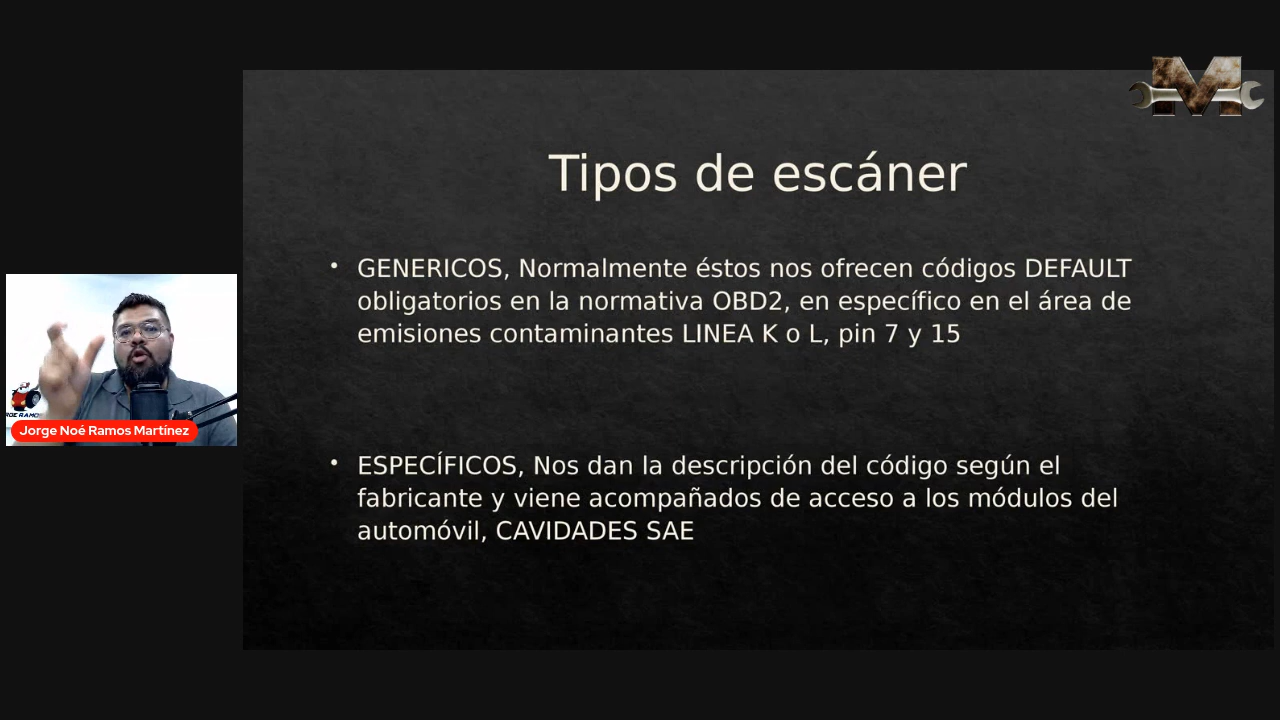 Tipos de escáner
• GENERICOS, Normalmente éstos nos ofrecen códigos DEFAULT
obligatorios en la normativa OBD2, en específico en el área de
emisiones contaminantes LINEA K o L, pin 7 y 15
• ESPECÍFICOS, Nos dan la descripción del código según el
fabricante y viene acompañados de acceso a los módulos del
automóvil, CAVIDADES SAE
M
Jorge Noé Ramos Martínez